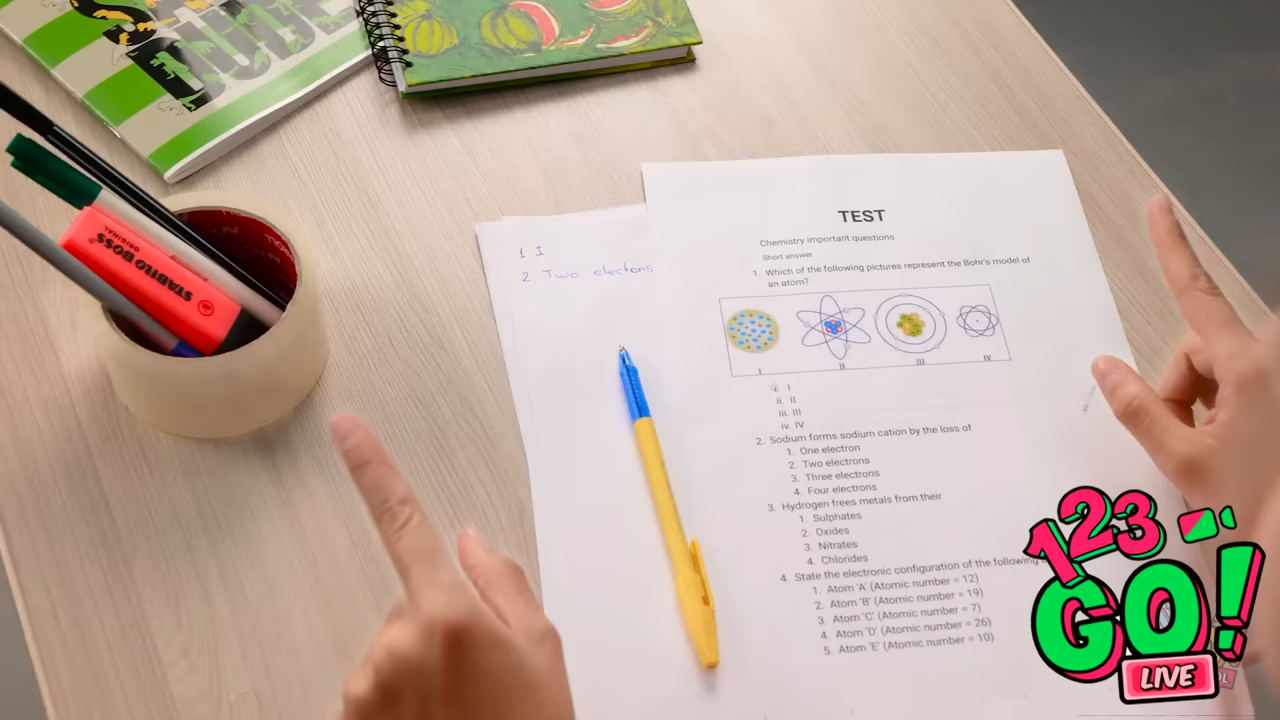 STABILO BOSS
ORIGINAL
1 I
2 Two electons
TEST
Chemistry important questions
Short answer
1. Which of the following pictures represent the Bohr's model of
an atom?
I II III IV
i. I
ii. II
iii. III
iv. IV
2. Sodium forms sodium cation by the loss of
1. One electron
2. Two electrons
3. Three electrons
4. Four electrons
3. Hydrogen frees metals from their
1. Sulphates
2. Oxides
3. Nitrates
4. Chlorides
4. State the electronic configuration of the following
1. Atom 'A' (Atomic number = 12)
2. Atom 'B' (Atomic number = 19)
3. Atom 'C' (Atomic number = 7)
4. Atom 'D' (Atomic number = 26)
5. Atom 'E' (Atomic number = 10)
123
GO!
LIVE